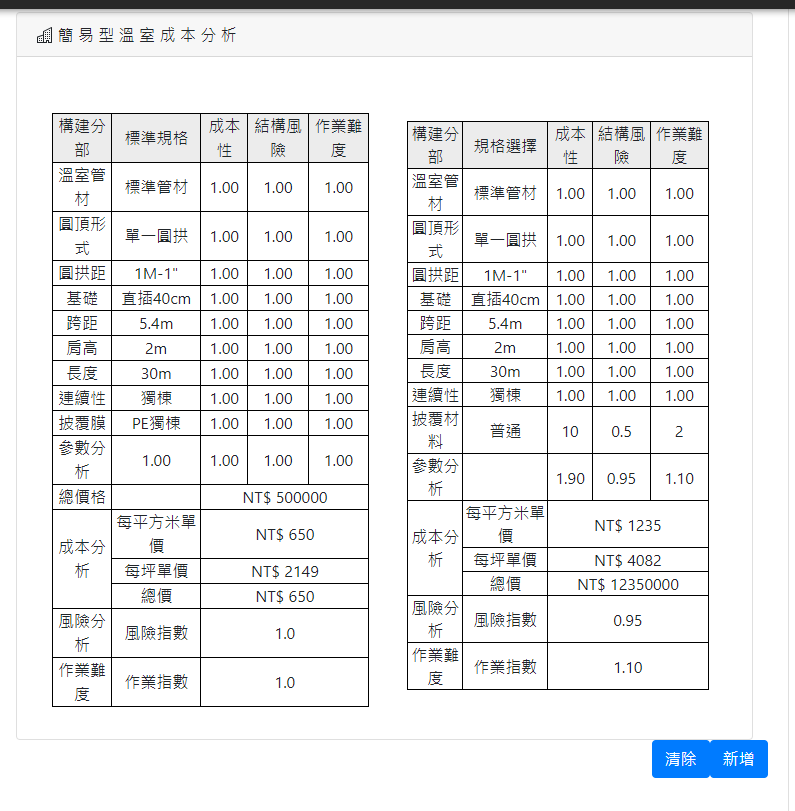 簡易型溫室成本分析
構建分部 標準規格 成本性 結構風險 作業難度
溫室管材 標準管材 1.00 1.00 1.00
圓頂形式 單一圓拱 1.00 1.00 1.00
圓拱距 1M-1" 1.00 1.00 1.00
基礎 直插40cm 1.00 1.00 1.00
跨距 5.4m 1.00 1.00 1.00
肩高 2m 1.00 1.00 1.00
長度 30m 1.00 1.00 1.00
連續性 獨棟 1.00 1.00 1.00
披覆膜 PE獨棟 1.00 1.00 1.00
參數分析 1.00 1.00 1.00 1.00
總價格 NT$ 500000
成本分析 每平方米單價 NT$ 650
每坪單價 NT$ 2149
總價 NT$ 650
風險分析 風險指數 1.0
作業難度 作業指數 1.0
構建分部 規格選擇 成本性 結構風險 作業難度
溫室管材 標準管材 1.00 1.00 1.00
圓頂形式 單一圓拱 1.00 1.00 1.00
圓拱距 1M-1" 1.00 1.00 1.00
基礎 直插40cm 1.00 1.00 1.00
跨距 5.4m 1.00 1.00 1.00
肩高 2m 1.00 1.00 1.00
長度 30m 1.00 1.00 1.00
連續性 獨棟 1.00 1.00 1.00
披覆材料 普通 10 0.5 2
參數分析 1.90 0.95 1.10
成本分析 每平方米單價 NT$ 1235
每坪單價 NT$ 4082
總價 NT$ 12350000
風險分析 風險指數 0.95
作業難度 作業指數 1.10
清除 新增